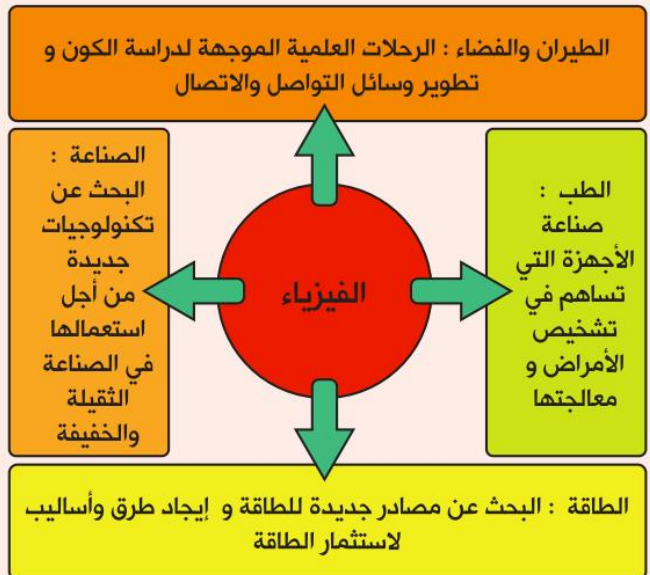 الطيران والفضاء : الرحلات العلمية الموجهة لدراسة الكون و
تطوير وسائل التواصل والاتصال
الطب :
صناعة
الأجهزة التي
تساهم في
تشخيص
الأمراض و
معالجتها
الفيزياء
الصناعة :
البحث عن
تكنولوجيات
جديدة
من أجل
استعمالها
في الصناعة
الثقيلة
والخفيفة
الطاقة : البحث عن مصادر جديدة للطاقة و إيجاد طرق وأساليب
لاستثمار الطاقة